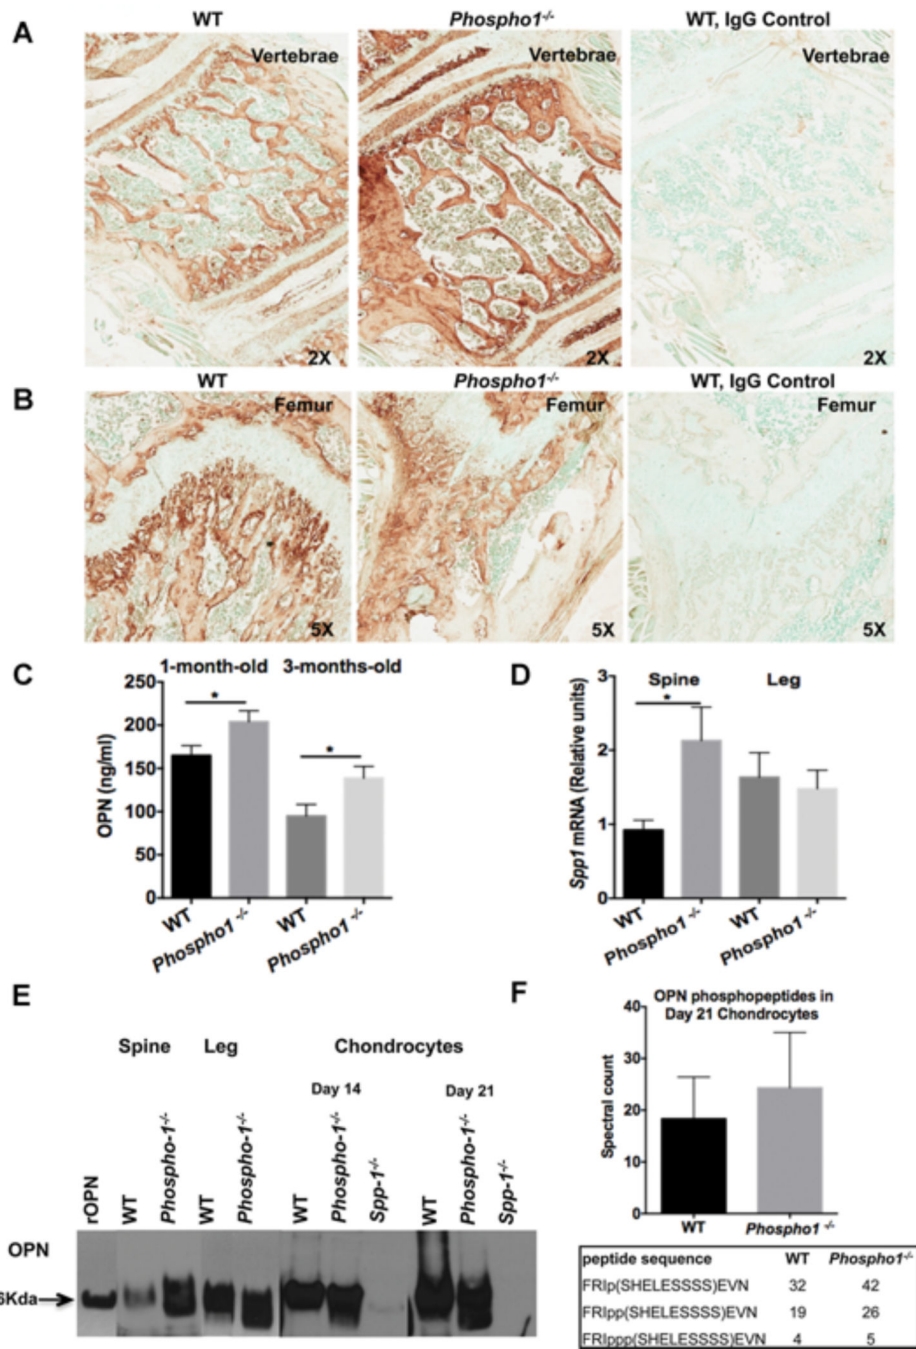 A
WT
Phospho1-/-
WT, IgG Control
Vertebrae
Vertebrae
Vertebrae
2X
2X
2X
B
WT
Phospho1-/-
WT, IgG Control
Femur
Femur
Femur
5X
5X
5X
C
1-month-old 3-months-old
OPN (ng/ml)
250
200
150
100
50
0
*
*
WT
Phospho1-/-
WT
Phospho1-/-
D
Spine Leg
Spp1 mRNA (Relative units)
3
2
1
0
*
WT
Phospho1-/-
WT
Phospho1-/-
E
Spine Leg Chondrocytes
Day 14 Day 21
rOPN
WT
Phospho-1-/-
WT
Phospho-1-/-
WT
Phospho-1-/-
Spp-1-/-
WT
Phospho-1-/-
Spp-1-/-
OPN
6Kda
F
OPN phosphopeptides in
Day 21 Chondrocytes
Spectral count
40
30
20
10
0
WT Phospho1-/-
peptide sequence WT Phospho1-/-
FRIp(SHELESSSS)EVN 32 42
FRIpp(SHELESSSS)EVN 19 26
FRIppp(SHELESSSS)EVN 4 5